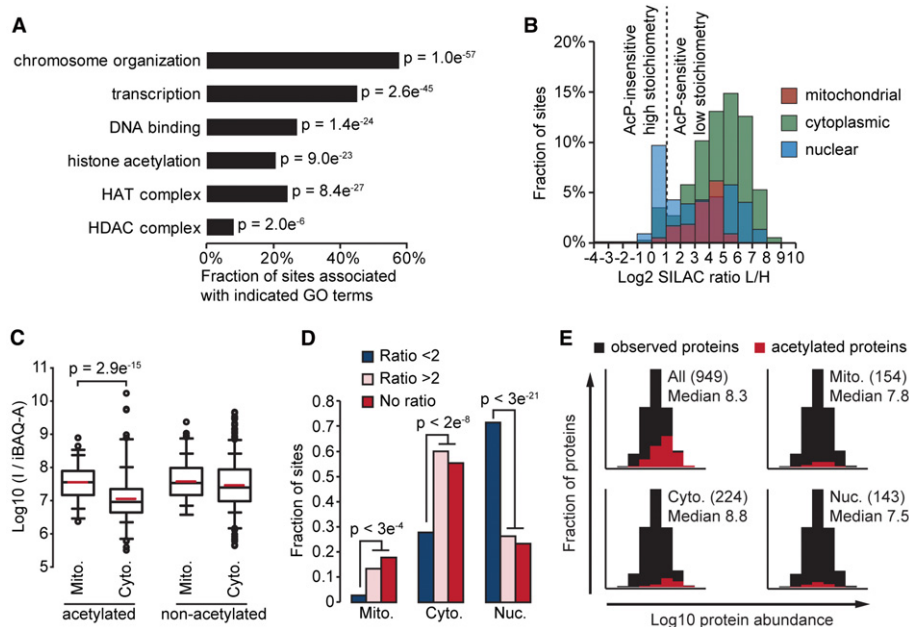 A
chromosome organization
p = 1.0e-57
transcription
p = 2.6e-45
DNA binding
p = 1.4e-24
histone acetylation
p = 9.0e-23
HAT complex
p = 8.4e-27
HDAC complex
p = 2.0e-6
0% 20% 40% 60%
Fraction of sites associated
with indicated GO terms
B
Fraction of sites
20%
15%
10%
5%
0%
AcP-insensitive
high stoichiometry
AcP-sensitive
low stoichiometry
mitochondrial
cytoplasmic
nuclear
-4 -3 -2 -1 0 1 2 3 4 5 6 7 8 9 10
Log2 SILAC ratio L/H
C
Log10 (I / iBAQ-A)
11
10
9
8
7
6
5
p = 2.9e-15
Mito. Cyto. Mito. Cyto.
acetylated non-acetylated
D
Ratio <2
Ratio >2
No ratio
Fraction of sites
0.8
0.7
0.6
0.5
0.4
0.3
0.2
0.1
0
p < 3e-4
p < 2e-8
p < 3e-21
Mito. Cyto. Nuc.
E
observed proteins acetylated proteins
Fraction of proteins
All (949)
Median 8.3
Mito. (154)
Median 7.8
Cyto. (224)
Median 8.8
Nuc. (143)
Median 7.5
Log10 protein abundance